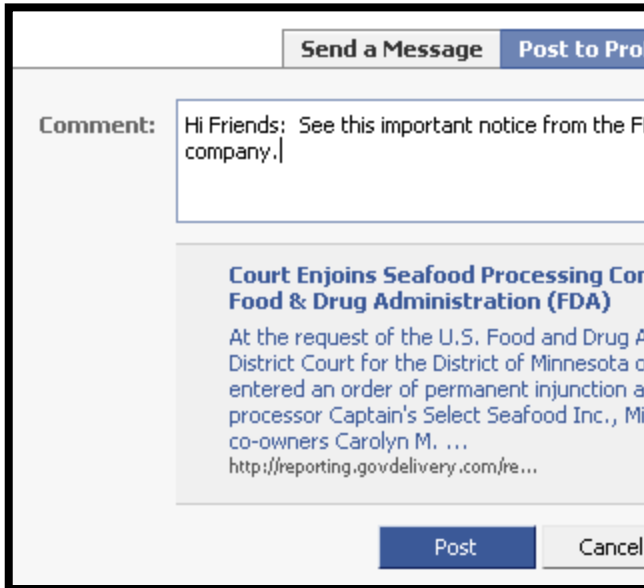 Send a Message Post to Pro
Comment:
Hi Friends: See this important notice from the
company.
Court Enjoins Seafood Processing
Food & Drug Administration (FDA)
At the request of the U.S. Food and Drug
District Court for the District of Minnesota
entered an order of permanent injunction
processor Captain's Select Seafood Inc.,
co-owners Carolyn M. ...
http://reporting.govdelivery.com/re...
Post Cancel